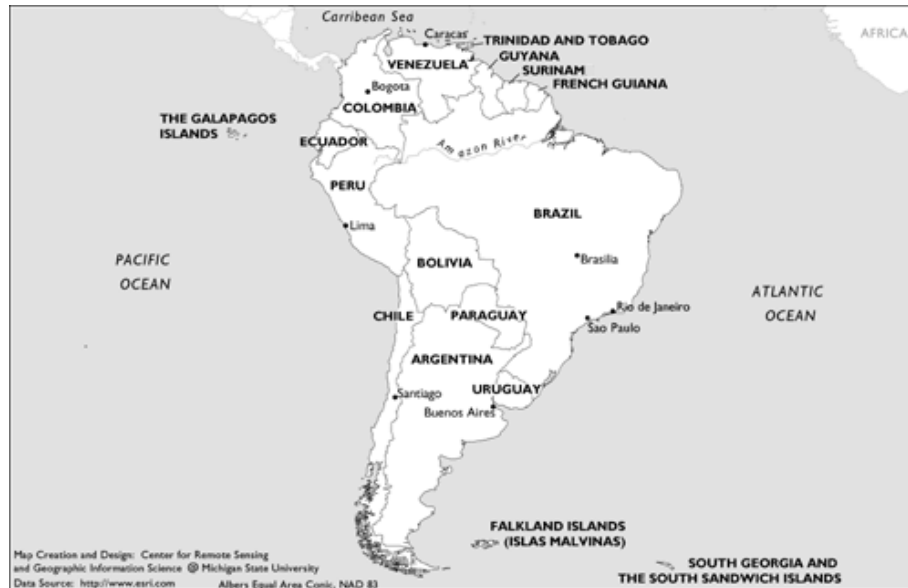 Carribean Sea
AFRICA
Caracas
TRINIDAD AND TOBAGO
GUYANA
VENEZUELA
SURINAM
FRENCH GUIANA
Bogota
COLOMBIA
THE GALAPAGOS
ISLANDS
ECUADOR
Amazon River
PERU
BRAZIL
Lima
PACIFIC
OCEAN
BOLIVIA
Brasilia
ATLANTIC
OCEAN
CHILE
PARAGUAY
Rio de Janeiro
Sao Paulo
ARGENTINA
URUGUAY
Santiago
Buenos Aires
FALKLAND ISLANDS
(ISLAS MALVINAS)
SOUTH GEORGIA AND
THE SOUTH SANDWICH ISLANDS
Map Creation and Design: Center for Remote Sensing
and Geographic Information Science @ Michigan State University
Data Source: http://www.esri.com Albers Equal Area Conic, NAD 83